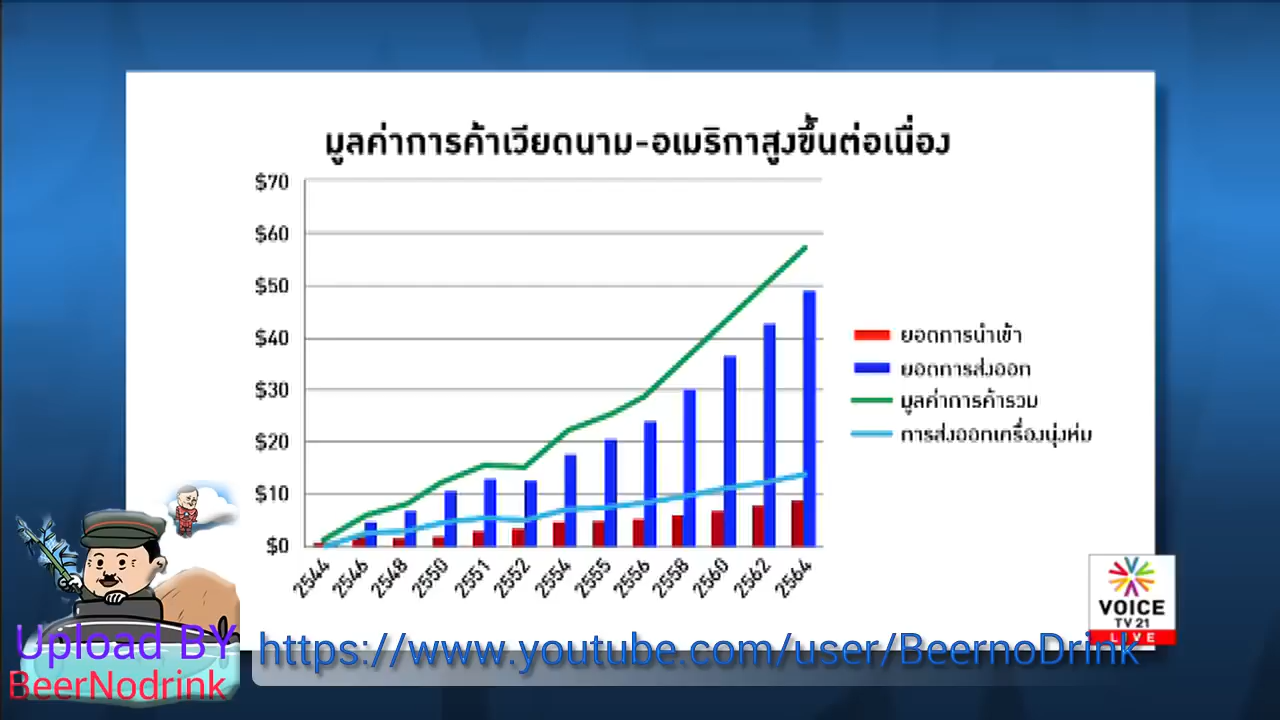 มูลค่าการค้าเวียดนาม-อเมริกาสูงขึ้นต่อเนื่อง
$70
$60
$50
$40
$30
$20
$10
$0
2544
2546
2548
2550
2551
2552
2554
2555
2556
2558
2560
2562
2564
ยอดการนำเข้า
ยอดการส่งออก
มูลค่าการค้ารวม
การส่งออกเครื่องนุ่งห่ม
VOICE
TV 21
LIVE
Upload BY
BeerNodrink
https://www.youtube.com/user/BeernoDrink